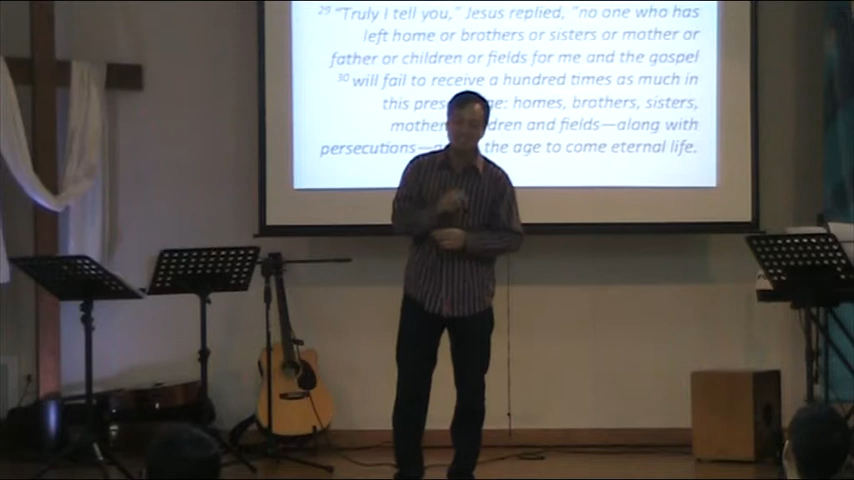 29 "Truly I tell you," Jesus replied, "no one who has
left home or brothers or sisters or mother or
father or children or fields for me and the gospel
30 will fail to receive a hundred times as much in
this age: homes, brothers, sisters,
and fields—along with
persecutions— the age to come eternal life.